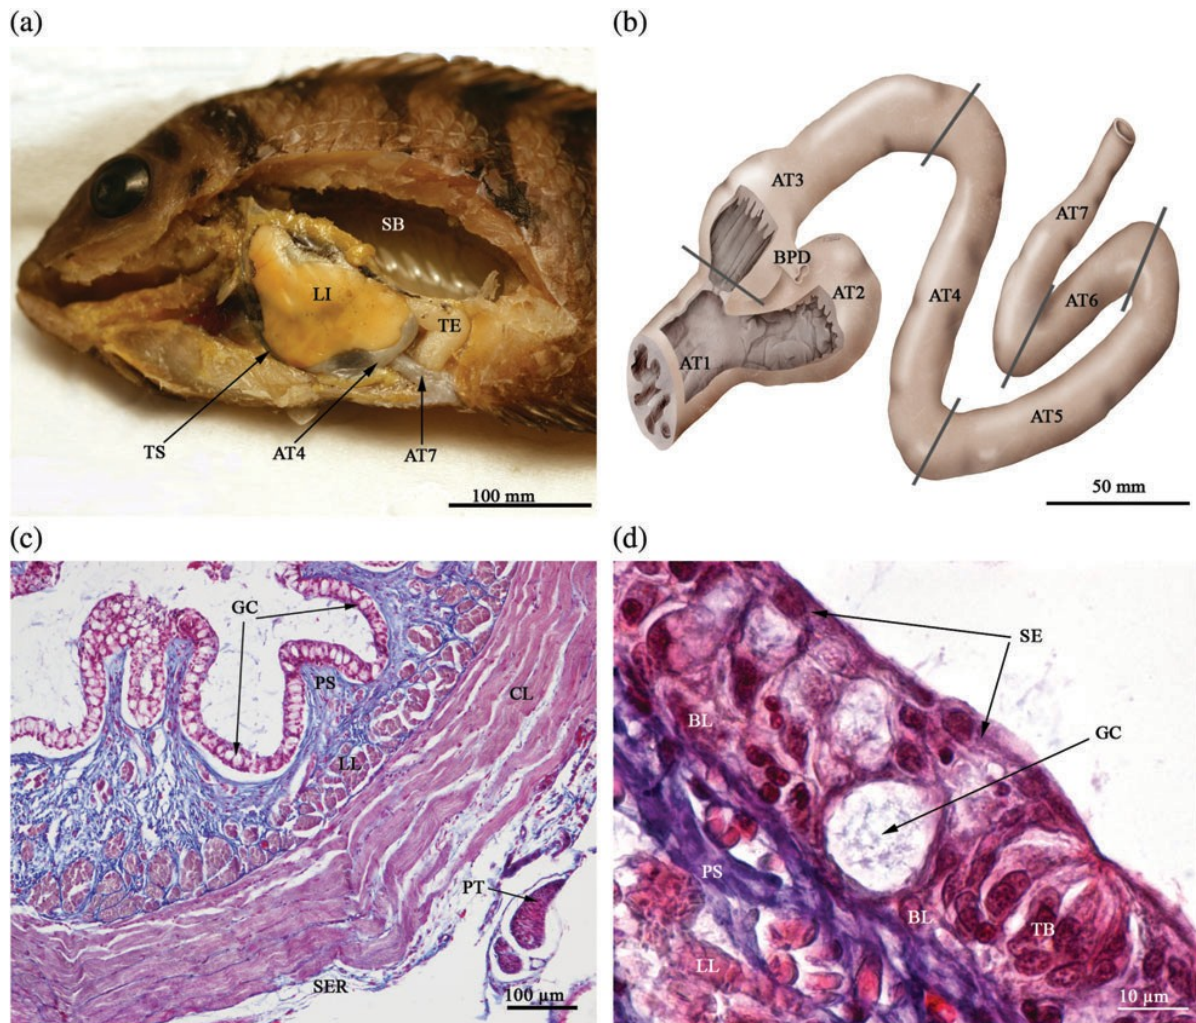 (a)
SB
LI
TE
TS
AT4
AT7
100 mm
(b)
AT3
AT7
BPD
AT2
AT6
AT4
AT1
AT5
50 mm
(c)
GC
PS
CL
LL
PT
SER
100 µm
(d)
SE
BL
GC
PS
BL
TB
LL
10 µm